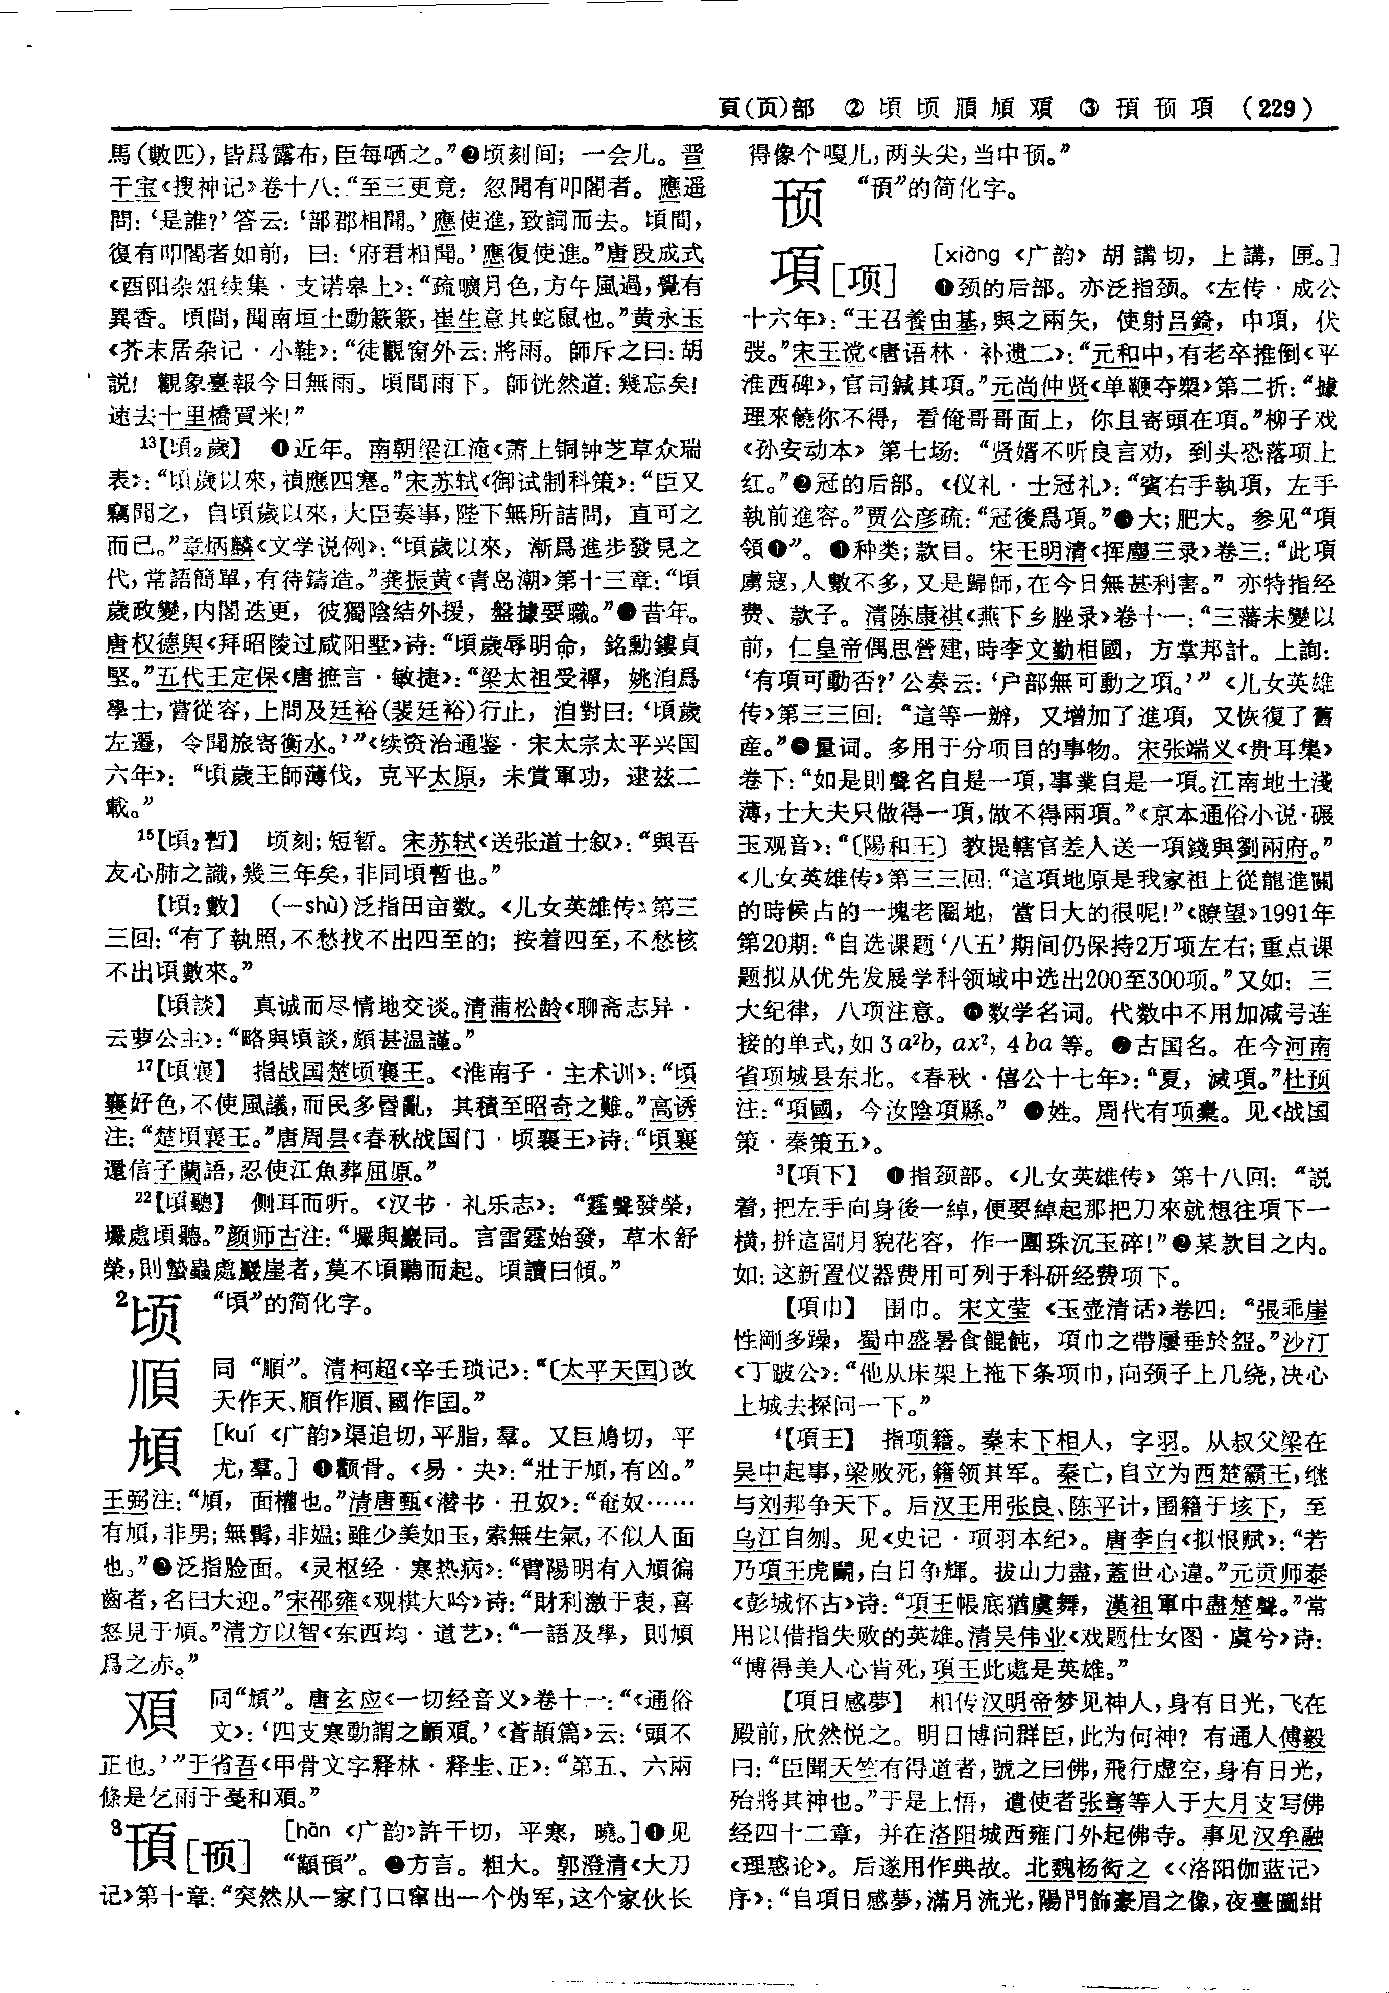 頁(页)部 ②頃顷順頄䪳 ③頇顸項 (229)
馬(數匹),皆爲露布,臣每哂之。”❷顷刻间;一会儿。晋
干宝《搜神记》卷十八:“至三更竟,忽聞有叩閣者。應遥
問:‘是誰?’答云:‘部郡相聞。’應使進,致詞而去。頃間,
復有叩閣者如前,曰:‘府君相聞。’應復使進。”唐段成式
《酉阳杂俎续集·支诺皋上》:“疏曠月色,方午風過,覺有
異香。頃間,聞南垣土動簌簌,崔生意其蛇鼠也。”黄永玉
《芥末居杂记·小鞋》:“徒觀窗外云:將雨。師斥之曰:胡
説!觀象臺報今日無雨。頃間雨下。師恍然道:幾忘矣!
速去十里橋買米!”
13【頃₂歲】 ❶近年。南朝梁江淹《萧上铜钟芝草众瑞
表》:“頃歲以來,禎應四塞。”宋苏轼《御试制科策》:“臣又
竊聞之,自頃歲以來,大臣奏事,陛下無所詰問,直可之
而已。”章炳麟《文学说例》:“頃歲以來,漸爲進步發見之
代,常語簡單,有待鑄造。”龚振黄《青岛潮》第十三章:“頃
歲政變,内閣迭更,彼獨陰結外援,盤據要職。”❷昔年。
唐权德舆《拜昭陵过咸阳墅》诗:“頃歲辱明命,銘勳鏤貞
堅。”五代王定保《唐摭言·敏捷》:“梁太祖受禪,姚洎爲
學士,嘗從容,上問及廷裕(裴廷裕)行止,洎對曰:‘頃歲
左遷,今聞旅寄衡水。’”《续资治通鉴·宋太宗太平兴国
六年》:“頃歲王師薄伐,克平太原,未賞軍功,逮兹二
載。”
15【頃₂暫】 顷刻;短暂。宋苏轼《送张道士叙》:“與吾
友心肺之識,幾三年矣,非同頃暫也。”
【頃₂數】 (—shù)泛指田亩数。《儿女英雄传》第三
三回:“有了執照,不愁找不出四至的;按着四至,不愁核
不出頃數來。”
【頃談】 真诚而尽情地交谈。清蒲松龄《聊斋志异·
云萝公主》:“略與頃談,頗甚温謹。”
17【頃襄】 指战国楚顷襄王。《淮南子·主术训》:“頃
襄好色,不使風議,而民多昏亂,其積至昭奇之難。”高诱
注:“楚頃襄王。”唐周昙《春秋战国门·顷襄王》诗:“頃襄
還信子蘭語,忍使江魚葬屈原。”
22【頃聽】 侧耳而听。《汉书·礼乐志》:“霆聲發榮,
壧處頃聽。”颜师古注:“壧與巖同。言雷霆始發,草木舒
榮,則蟄蟲處巖崖者,莫不頃聽而起。頃讀曰傾。”
2顷 “頃”的简化字。
順 同“順”。清柯超《辛壬琐记》:“〔太平天国〕改
天作天、順作順、國作囯。”
頄 [kuí 《广韵》渠追切,平脂,羣。又巨鳩切,平
尤,羣。]❶颧骨。《易·夬》:“壯于頄,有凶。”
王弼注:“頄,面權也。”清唐甄《潜书·丑奴》:“奄奴……
有頄,非男;無髯,非媪;雖少美如玉,索無生氣,不似人面
也。”❷泛指脸面。《灵枢经·寒热病》:“臂陽明有入頄徧
齒者,名曰大迎。”宋邵雍《观棋大吟》诗:“財利激于衷,喜
怒見于頄。”清方以智《东西均·道艺》:“一語及學,則頄
爲之赤。”
䪳 同“頄”。唐玄应《一切经音义》卷十一:“《通俗
文》:‘四支寒動謂之顫䪳。’《蒼頡篇》云:‘頭不
正也。’”于省吾《甲骨文字释林·释㞷、正》:“第五、六兩
條是乞雨于戞和䪳。”
3頇[顸] [hān 《广韵》許干切,平寒,曉。]❶见
“顢頇”。❷方言。粗大。郭澄清《大刀
记》第十章:“突然从一家门口窜出一个伪军,这个家伙长
得像个嘎儿,两头尖,当中顸。”
顸 “頇”的简化字。
項[项] [xiàng 《广韵》胡講切,上講,匣。]
❶颈的后部。亦泛指颈。《左传·成公
十六年》:“王召養由基,與之兩矢,使射吕錡,中項,伏
弢。”宋王谠《唐语林·补遗二》:“元和中,有老卒推倒《平
淮西碑》,官司鍼其項。”元尚仲贤《单鞭夺槊》第二折:“據
理來饒你不得,看俺哥哥面上,你且寄頭在項。”柳子戏
《孙安动本》第七场:“贤婿不听良言劝,到头恐落项上
红。”❷冠的后部。《仪礼·士冠礼》:“賓右手執項,左手
執前進容。”贾公彦疏:“冠後爲項。”❸大;肥大。参见“項
領❶”。❹种类;款目。宋王明清《挥麈三录》卷三:“此項
虜寇,人數不多,又是歸師,在今日無甚利害。”亦特指经
费、款子。清陈康祺《燕下乡脞录》卷十一:“三藩未變以
前,仁皇帝偶思營建,時李文勤相國,方掌邦計。上詢:
‘有項可動否?’公奏云:‘户部無可動之項。’”《儿女英雄
传》第三三回:“這等一辦,又增加了進項,又恢復了舊
産。”❺量词。多用于分项目的事物。宋张端义《贵耳集》
卷下:“如是則聲名自是一項,事業自是一項。江南地土淺
薄,士大夫只做得一項,做不得兩項。”《京本通俗小说·碾
玉观音》:“〔陽和王〕教提轄官差人送一項錢與劉兩府。”
《儿女英雄传》第三三回:“這項地原是我家祖上從龍進關
的時候占的一塊老圈地,當日大的很呢!”《瞭望》1991年
第20期:“自选课题‘八五’期间仍保持2万项左右;重点课
题拟从优先发展学科领域中选出200至300项。”又如:三
大纪律,八项注意。❻数学名词。代数中不用加减号连
接的单式,如3a²b,ax²,4ba等。❼古国名。在今河南
省项城县东北。《春秋·僖公十七年》:“夏,滅項。”杜预
注:“項國,今汝陰項縣。”❽姓。周代有项橐。见《战国
策·秦策五》。
3【項下】 ❶指颈部。《儿女英雄传》第十八回:“説
着,把左手向身後一綽,便要綽起那把刀來就想往項下一
橫,拼這副月貌花容,作一團珠沉玉碎!”❷某款目之内。
如:这新置仪器费用可列于科研经费项下。
【項巾】 围巾。宋文莹《玉壶清话》卷四:“張乖崖
性剛多躁,蜀中盛暑食餛飩,項巾之帶屢垂於盌。”沙汀
《丁跛公》:“他从床架上拖下条项巾,向颈子上几绕,决心
上城去探问一下。”
4【項王】 指项籍。秦末下相人,字羽。从叔父梁在
吴中起事,梁败死,籍领其军。秦亡,自立为西楚霸王,继
与刘邦争天下。后汉王用张良、陈平计,围籍于垓下,至
乌江自刎。见《史记·项羽本纪》。唐李白《拟恨赋》:“若
乃項王虎鬭,白日争輝。拔山力盡,蓋世心違。”元贡师泰
《彭城怀古》诗:“項王帳底猶虞舞,漢祖軍中盡楚聲。”常
用以借指失败的英雄。清吴伟业《戏题仕女图·虞兮》诗:
“博得美人心肯死,項王此處是英雄。”
【項日感夢】 相传汉明帝梦见神人,身有日光,飞在
殿前,欣然悦之。明日博问群臣,此为何神?有通人傅毅
曰:“臣聞天竺有得道者,號之曰佛,飛行虚空,身有日光,
殆將其神也。”于是上悟,遣使者张骞等人于大月支写佛
经四十二章,并在洛阳城西雍门外起佛寺。事见汉牟融
《理惑论》。后遂用作典故。北魏杨衒之《〈洛阳伽蓝记〉
序》:“自項日感夢,滿月流光,陽門飾豪眉之像,夜臺圖紺